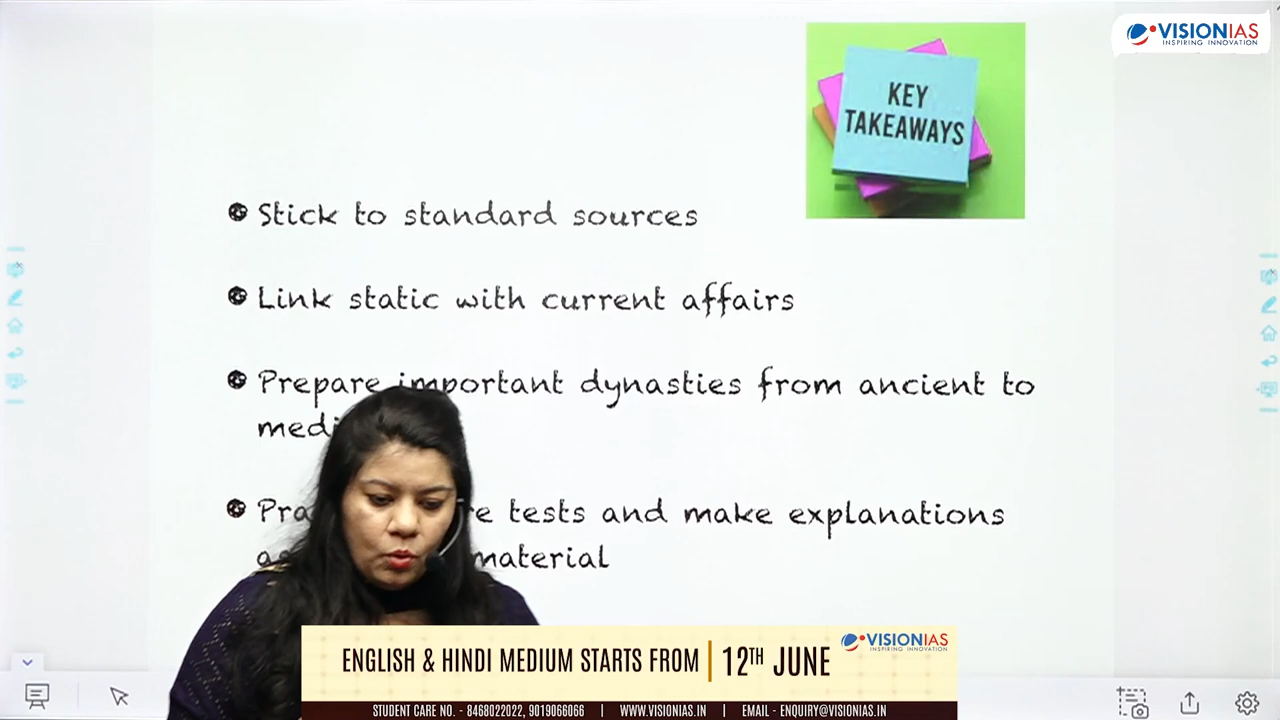 VISIONIAS
INSPIRING INNOVATION
KEY
TAKEAWAYS
Stick to standard sources
Link static with current affairs
Prepare important dynasties from ancient to
tests and make explanations
material
ENGLISH & HINDI MEDIUM STARTS FROM | 12TH JUNE
VISIONIAS
INSPIRING INNOVATION
STUDENT CARE NO. - 8468022022, 9019066066 | WWW.VISIONIAS.IN | EMAIL - ENQUIRY@VISIONIAS.IN